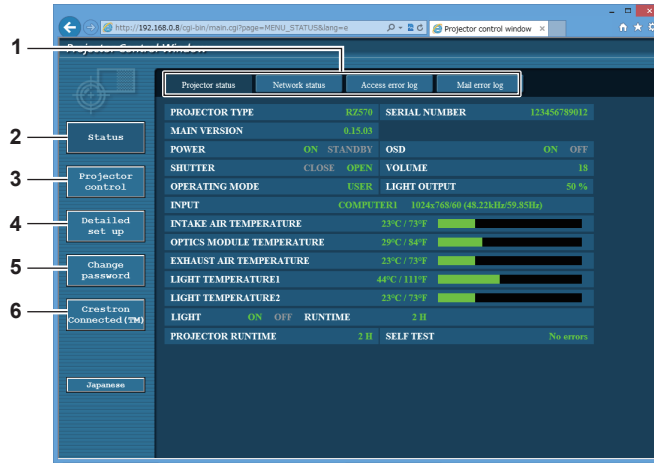 http://192.168.0.8/cgi-bin/main.cgi?page=MENU_STATUS&lang=e
Projector control window
Projector Control Window
1
Projector status Network status Access error log Mail error log
PROJECTOR TYPE RZ570 SERIAL NUMBER 123456789012
MAIN VERSION 0.15.03
2 Status
POWER ON STANDBY OSD ON OFF
SHUTTER CLOSE OPEN VOLUME 18
3 Projector control
OPERATING MODE USER LIGHT OUTPUT 50 %
INPUT COMPUTER1 1024x768/60 (48.22kHz/59.85Hz)
4 Detailed set up
INTAKE AIR TEMPERATURE 23°C / 73°F
OPTICS MODULE TEMPERATURE 29°C / 84°F
EXHAUST AIR TEMPERATURE 23°C / 73°F
5 Change password
LIGHT TEMPERATURE1 44°C / 111°F
LIGHT TEMPERATURE2 23°C / 73°F
6 Crestron Connected(TM)
LIGHT ON OFF RUNTIME 2 H
PROJECTOR RUNTIME 2 H SELF TEST No errors
Japanese